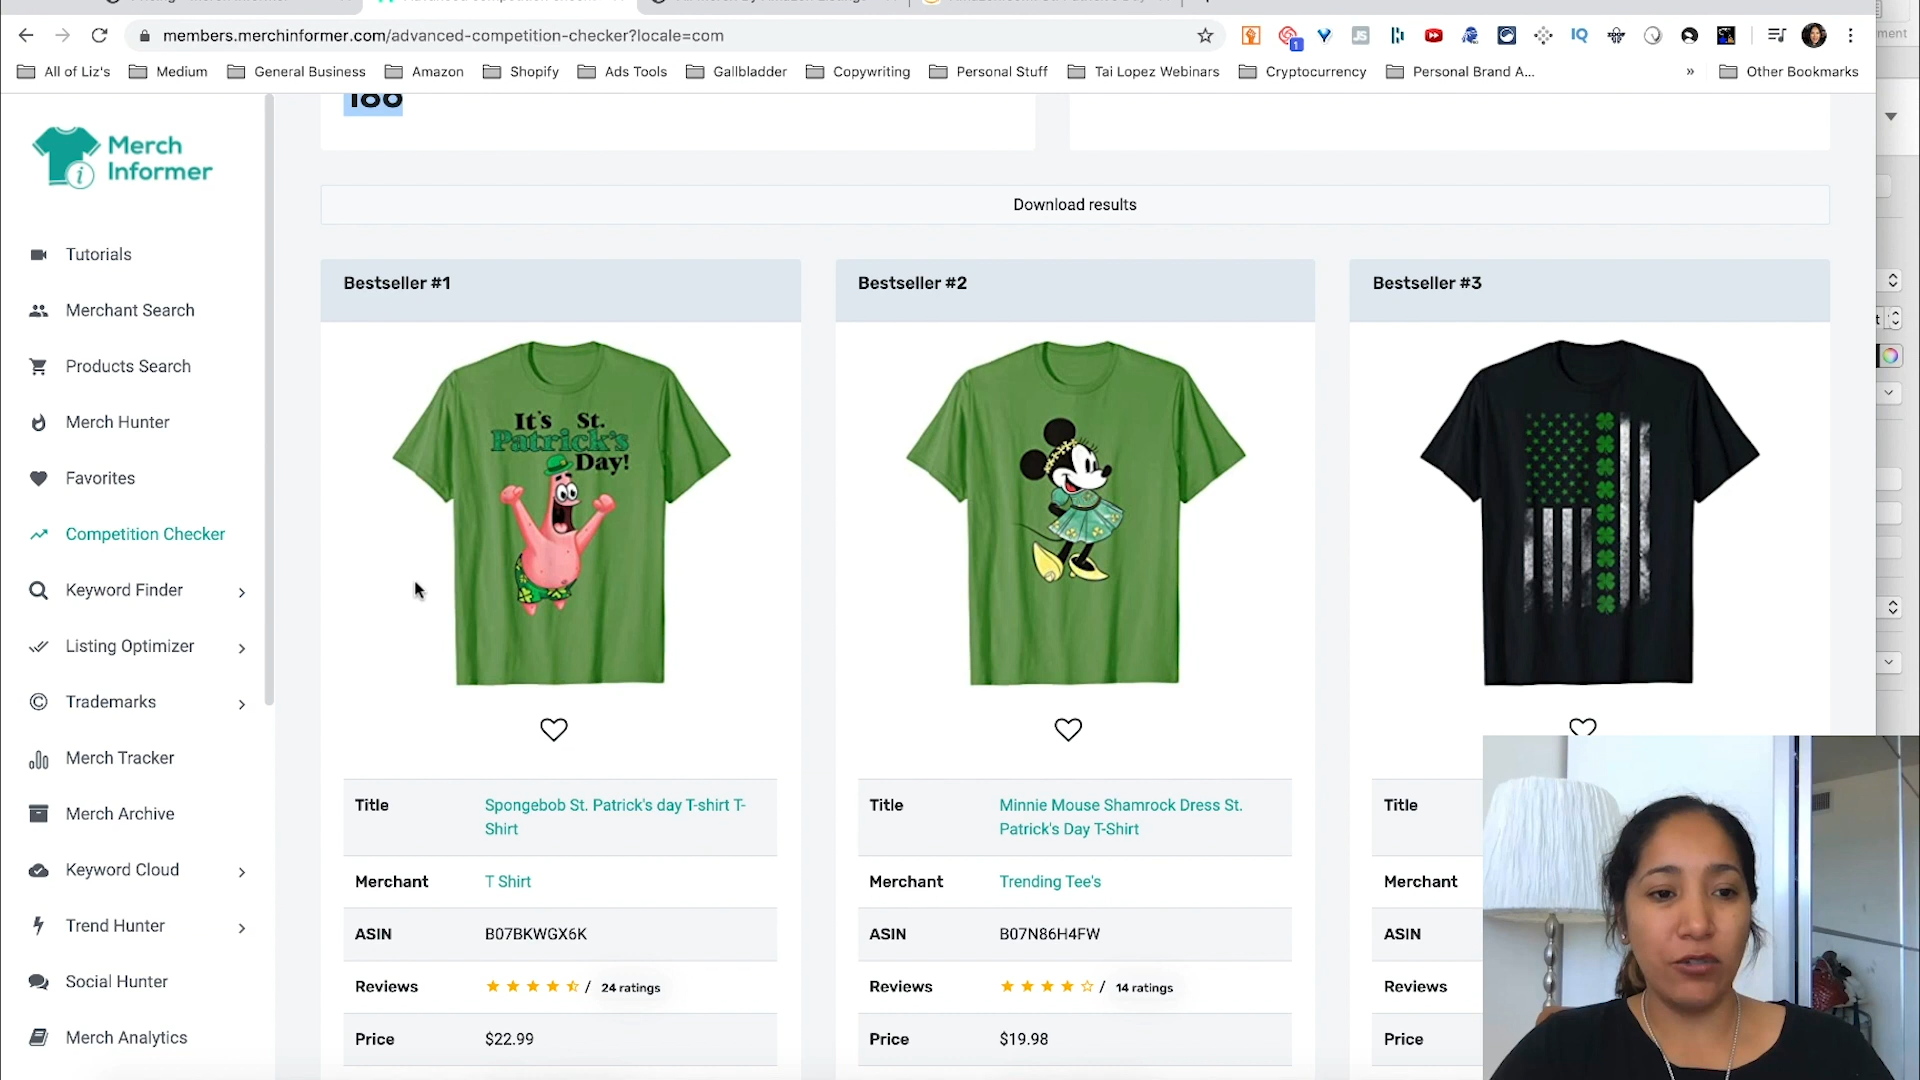 members.merchinformer.com/advanced-competition-checker?locale=com
1
JS
IQ
All of Liz's
Medium
General Business
Amazon
Shopify
Ads Tools
Gallbladder
Copywriting
Personal Stuff
Tai Lopez Webinars
Cryptocurrency
Personal Brand A...
»
Other Bookmarks
Merch
Informer
186
Download results
Tutorials
Merchant Search
Products Search
Merch Hunter
Favorites
Competition Checker
Keyword Finder
Listing Optimizer
Trademarks
Merch Tracker
Merch Archive
Keyword Cloud
Trend Hunter
Social Hunter
Merch Analytics
Bestseller #1
It's St.
Patrick's
Day!
Title Spongebob St. Patrick's day T-shirt T-
Shirt
Merchant T Shirt
ASIN B07BKWGX6K
Reviews / 24 ratings
Price $22.99
Bestseller #2
Title Minnie Mouse Shamrock Dress St.
Patrick's Day T-Shirt
Merchant Trending Tee's
ASIN B07N86H4FW
Reviews / 14 ratings
Price $19.98
Bestseller #3
Title
Merchant
ASIN
Reviews
Price